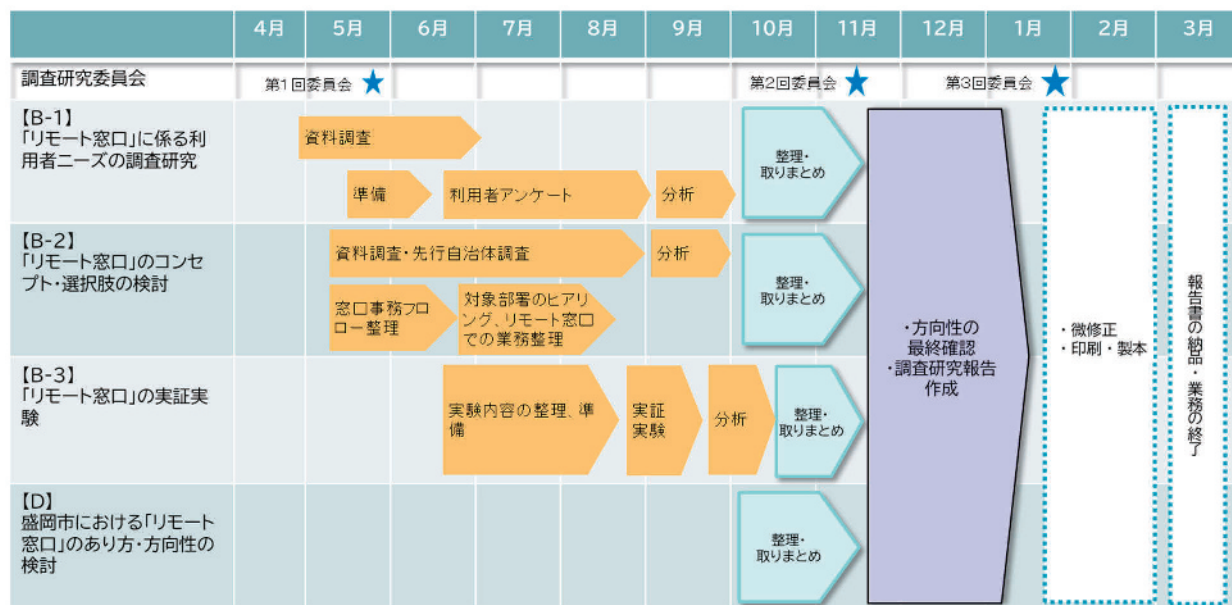 4月
5月
6月
7月
8月
9月
10月
11月
12月
1月
2月
3月
調査研究委員会
第1回委員会
第2回委員会
第3回委員会
【B-1】
「リモート窓口」に係る利
用者ニーズの調査研究
資料調査
準備
利用者アンケート
分析
整理・
取りまとめ
【B-2】
「リモート窓口」のコンセ
プト・選択肢の検討
資料調査・先行自治体調査
分析
窓口事務フ
ロー整理
対象部署のヒアリ
ング、リモート窓口
での業務整理
整理・
取りまとめ
【B-3】
「リモート窓口」の実証実
験
実験内容の整理、準
備
実証
実験
分析
整理・
取りまとめ
【D】
盛岡市における「リモート
窓口」のあり方・方向性の
検討
整理・
取りまとめ
・方向性の
最終確認
・調査研究報告
作成
・微修正
・印刷・製本
報告書の納品・業務の終了